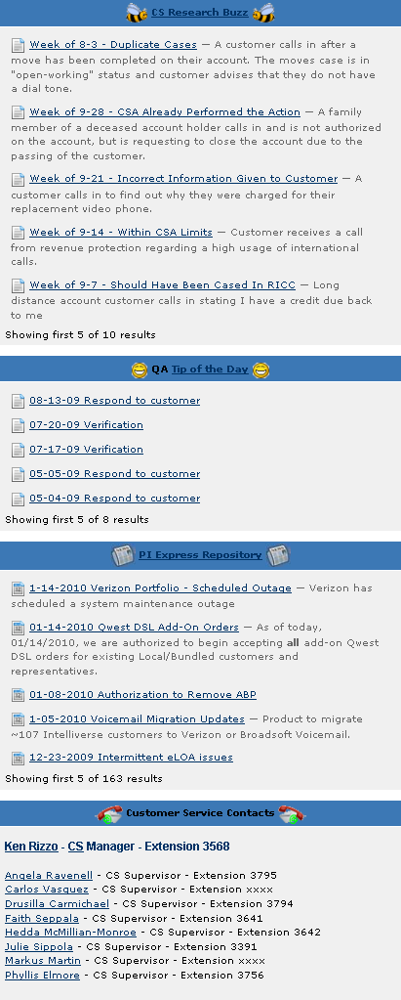 CS Research Buzz
Week of 8-3 - Duplicate Cases — A customer calls in after a
move has been completed on their account. The moves case is in
"open-working" status and customer advises that they do not have
a dial tone.
Week of 9-28 - CSA Already Performed the Action — A family
member of a deceased account holder calls in and is not authorized
on the account, but is requesting to close the account due to the
passing of the customer.
Week of 9-21 - Incorrect Information Given to Customer — A
customer calls in to find out why they were charged for their
replacement video phone.
Week of 9-14 - Within CSA Limits — Customer receives a call
from revenue protection regarding a high usage of international
calls.
Week of 9-7 - Should Have Been Cased In RICC — Long
distance account customer calls in stating I have a credit due back
to me
Showing first 5 of 10 results
QA Tip of the Day
08-13-09 Respond to customer
07-20-09 Verification
07-17-09 Verification
05-05-09 Respond to customer
05-04-09 Respond to customer
Showing first 5 of 8 results
PI Express Repository
1-14-2010 Verizon Portfolio - Scheduled Outage — Verizon has
scheduled a system maintenance outage
01-14-2010 Qwest DSL Add-On Orders — As of today,
01/14/2010, we are authorized to begin accepting all add-on Qwest
DSL orders for existing Local/Bundled customers and
representatives.
01-08-2010 Authorization to Remove ABP
1-05-2010 Voicemail Migration Updates — Product to migrate
~107 Intelliverse customers to Verizon or Broadsoft Voicemail.
12-23-2009 Intermittent eLOA issues
Showing first 5 of 163 results
Customer Service Contacts
Ken Rizzo - CS Manager - Extension 3568
Angela Ravenell - CS Supervisor - Extension 3795
Carlos Vasquez - CS Supervisor - Extension xxxx
Drusilla Carmichael - CS Supervisor - Extension 3794
Faith Seppala - CS Supervisor - Extension 3641
Hedda McMillian-Monroe - CS Supervisor - Extension 3642
Julie Sippola - CS Supervisor - Extension 3391
Markus Martin - CS Supervisor - Extension xxxx
Phyllis Elmore - CS Supervisor - Extension 3756